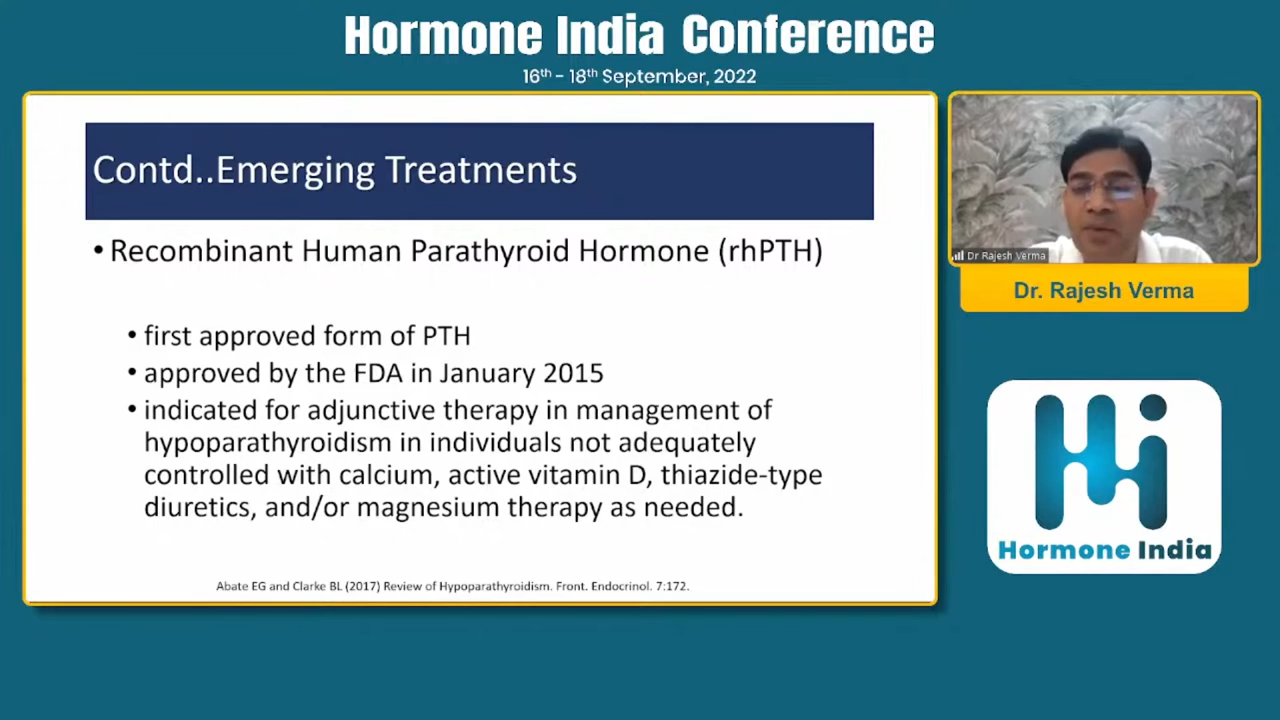 Hormone India Conference
16th - 18th September, 2022
Contd..Emerging Treatments
• Recombinant Human Parathyroid Hormone (rhPTH)
• first approved form of PTH
• approved by the FDA in January 2015
• indicated for adjunctive therapy in management of
hypoparathyroidism in individuals not adequately
controlled with calcium, active vitamin D, thiazide-type
diuretics, and/or magnesium therapy as needed.
Abate EG and Clarke BL (2017) Review of Hypoparathyroidism. Front. Endocrinol. 7:172.
Dr Rajesh Verma
Dr. Rajesh Verma
Hi
Hormone India